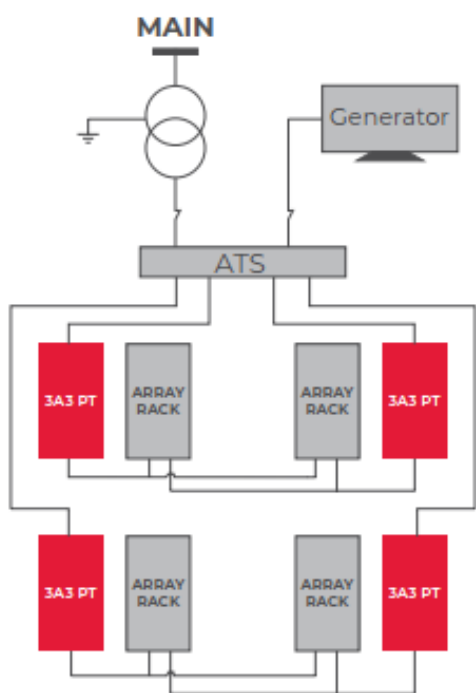 MAIN
Generator
ATS
3A3 PT
ARRAY
RACK
ARRAY
RACK
3A3 PT
3A3 PT
ARRAY
RACK
ARRAY
RACK
3A3 PT